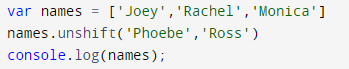 var names = ['Joey','Rachel','Monica']
names.unshift('Phoebe','Ross')
console.log(names);